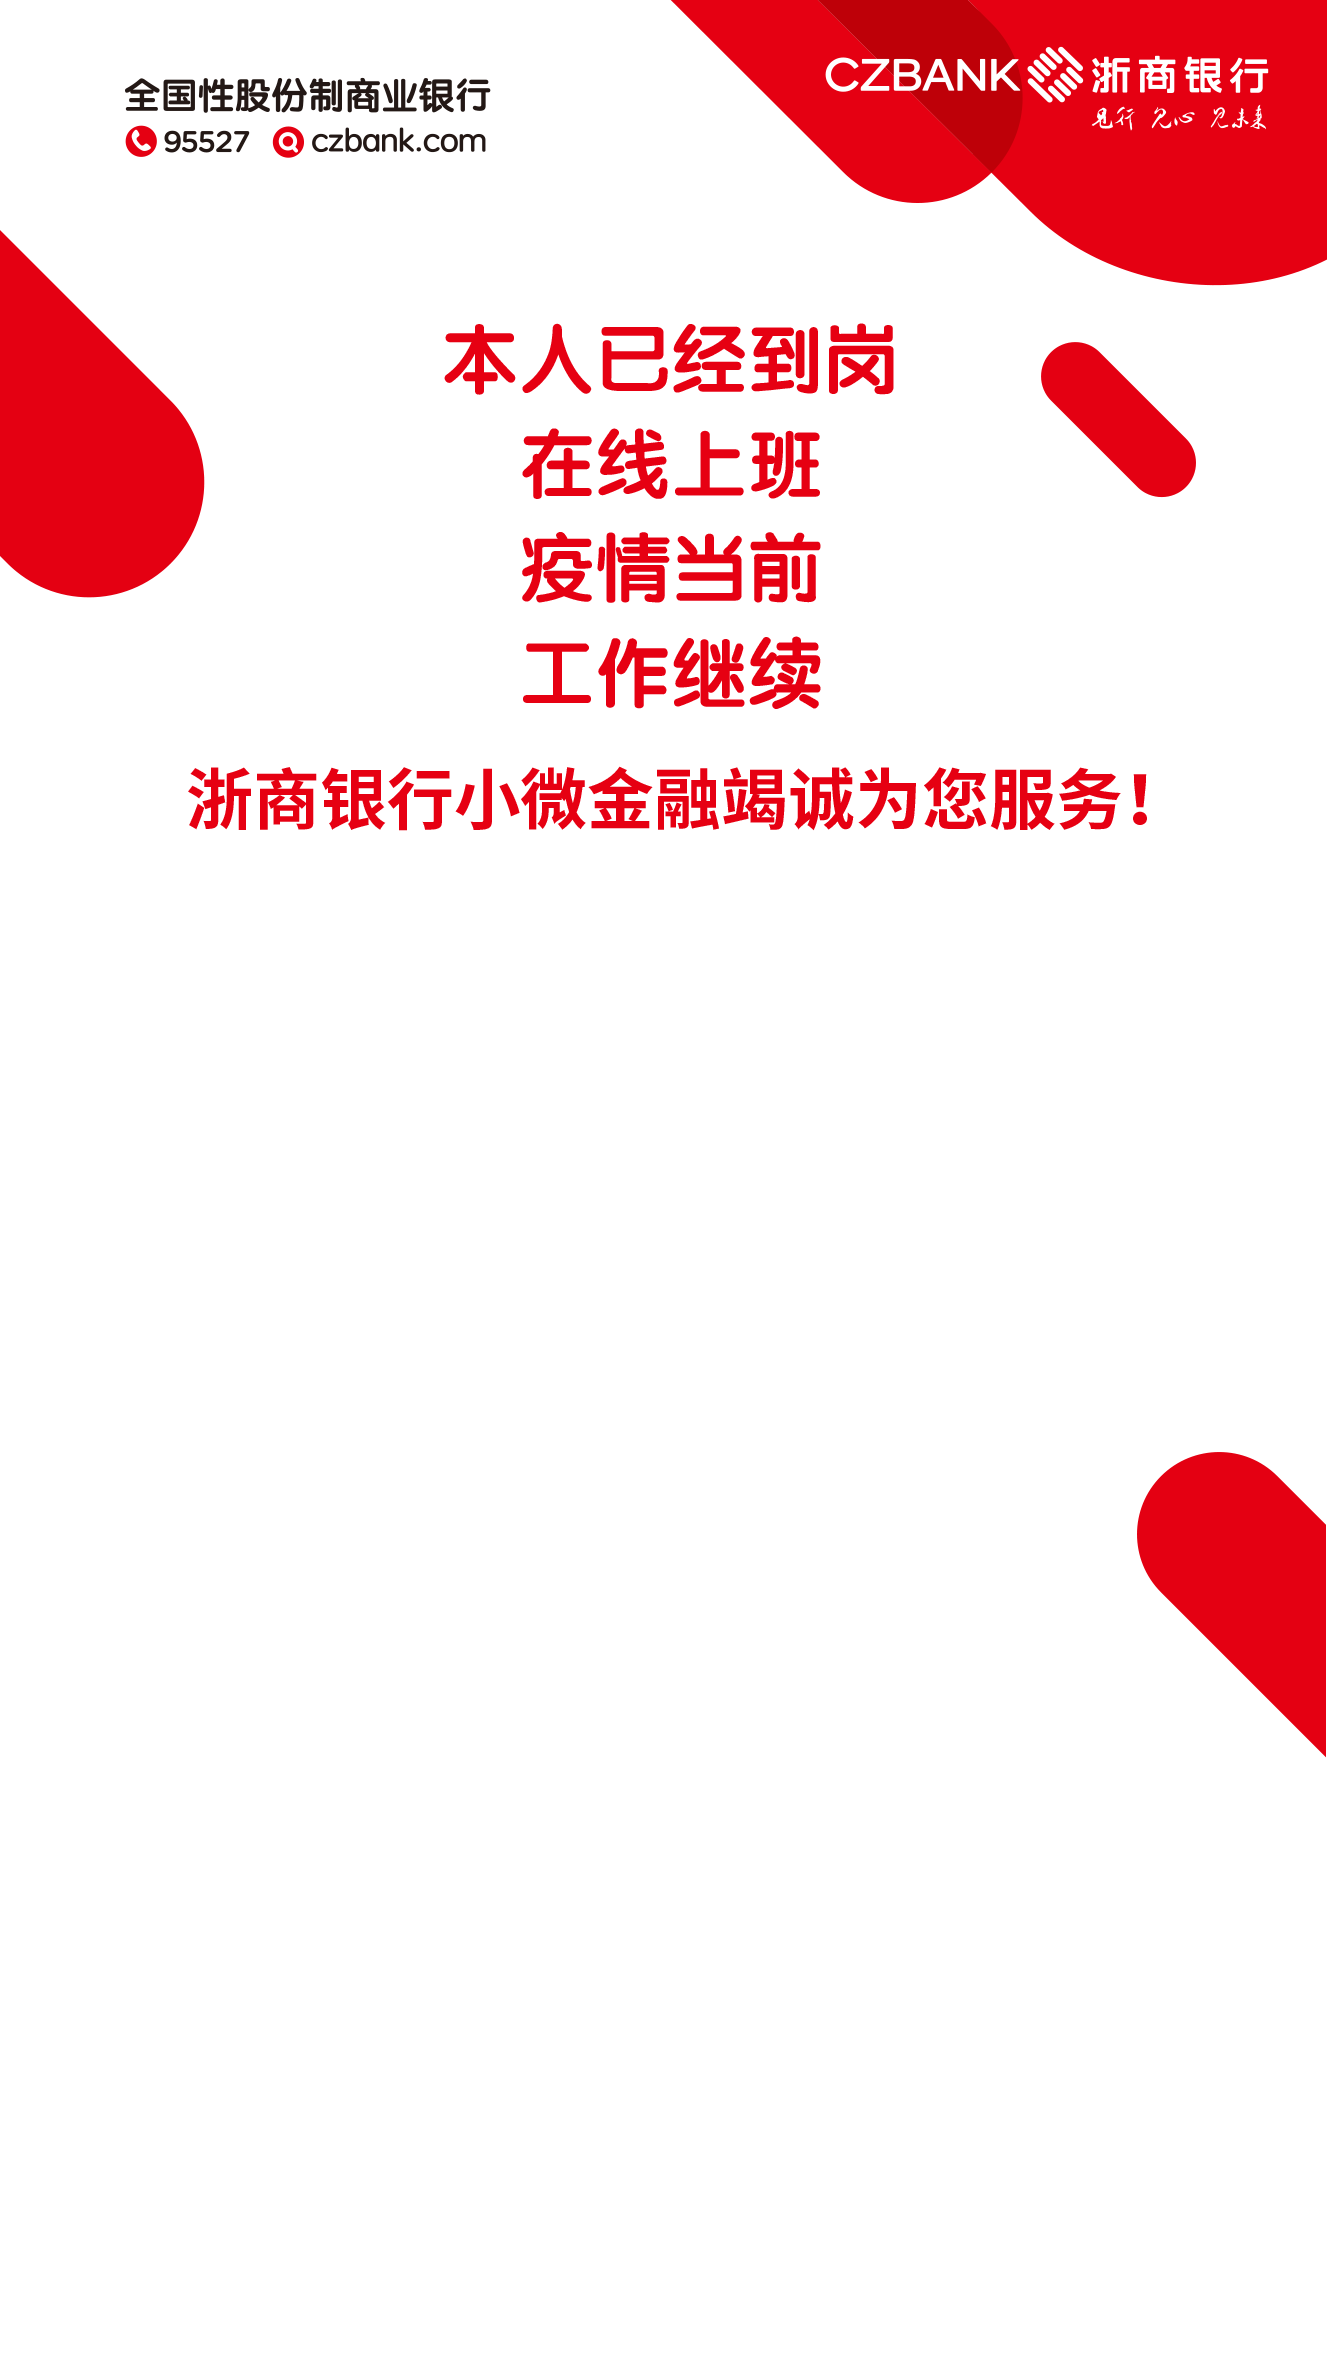 全国性股份制商业银行
95527 czbank.com
CZBANK 浙商银行
见行 见心 见未来
本人已经到岗
在线上班
疫情当前
工作继续
浙商银行小微金融竭诚为您服务！